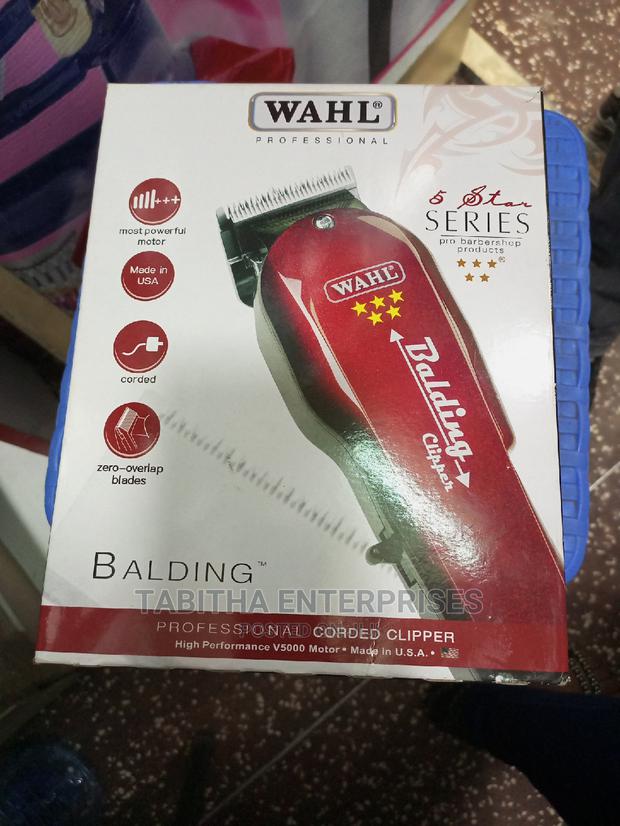 WAHL®
PROFESSIONAL
5 Star
SERIES
pro barbershop
products
most powerful
motor
Made in
USA
corded
zero-overlap
blades
WAHL
Balding
Clipper
BALDING™
TABITHA ENTERPRISES
PROFESSIONAL CORDED CLIPPER
High Performance V5000 Motor • Made in U.S.A. •